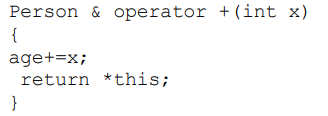 Person & operator +(int x)
{
age+=x;
 return *this;
}